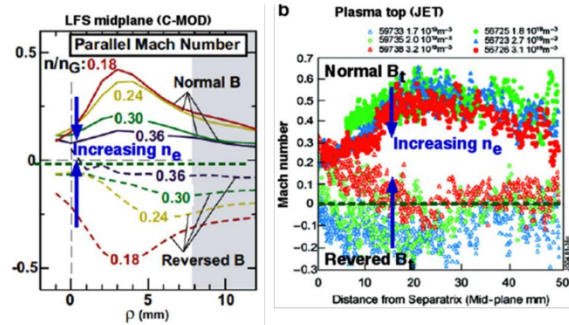 LFS midplane (C-MOD)
Parallel Mach Number
n/nG:
0.18
0.24
0.30
0.36
Normal B
Increasing ne
0.36
0.30
0.24
0.18
Reversed B
0.5
0
-0.5
0
5
10
ρ (mm)
b
Plasma top (JET)
59733 1.7 10¹⁹m⁻³
59735 2.0 10¹⁹m⁻³
59738 3.2 10¹⁹m⁻³
56725 1.8 10¹⁹m⁻³
56723 2.7 10¹⁹m⁻³
56726 3.1 10¹⁹m⁻³
Normal Bt
Increasing ne
Revered Bt
Mach number
0.7
0.6
0.5
0.4
0.3
0.2
0.1
0
-0.1
-0.2
-0.3
0
10
20
30
40
50
Distance from Separatrix (Mid-plane mm)